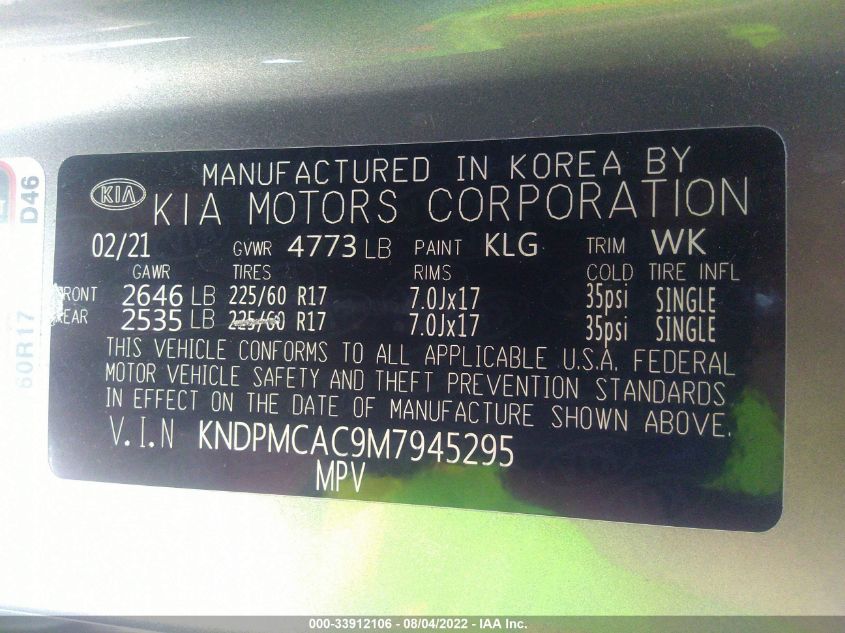 D46
60R17
KIA
MANUFACTURED IN KOREA BY
KIA MOTORS CORPORATION
02/21 GVWR 4773 LB PAINT KLG TRIM WK
GAWR TIRES RIMS COLD TIRE INFL
FRONT 2646 LB 225/60 R17 7.0Jx17 35psi SINGLE
REAR 2535 LB 225/60 R17 7.0Jx17 35psi SINGLE
THIS VEHICLE CONFORMS TO ALL APPLICABLE U.S.A. FEDERAL
MOTOR VEHICLE SAFETY AND THEFT PREVENTION STANDARDS
IN EFFECT ON THE DATE OF MANUFACTURE SHOWN ABOVE.
V.I.N KNDPMCAC9M7945295
MPV
000-33912106 - 08/04/2022 - IAA Inc.